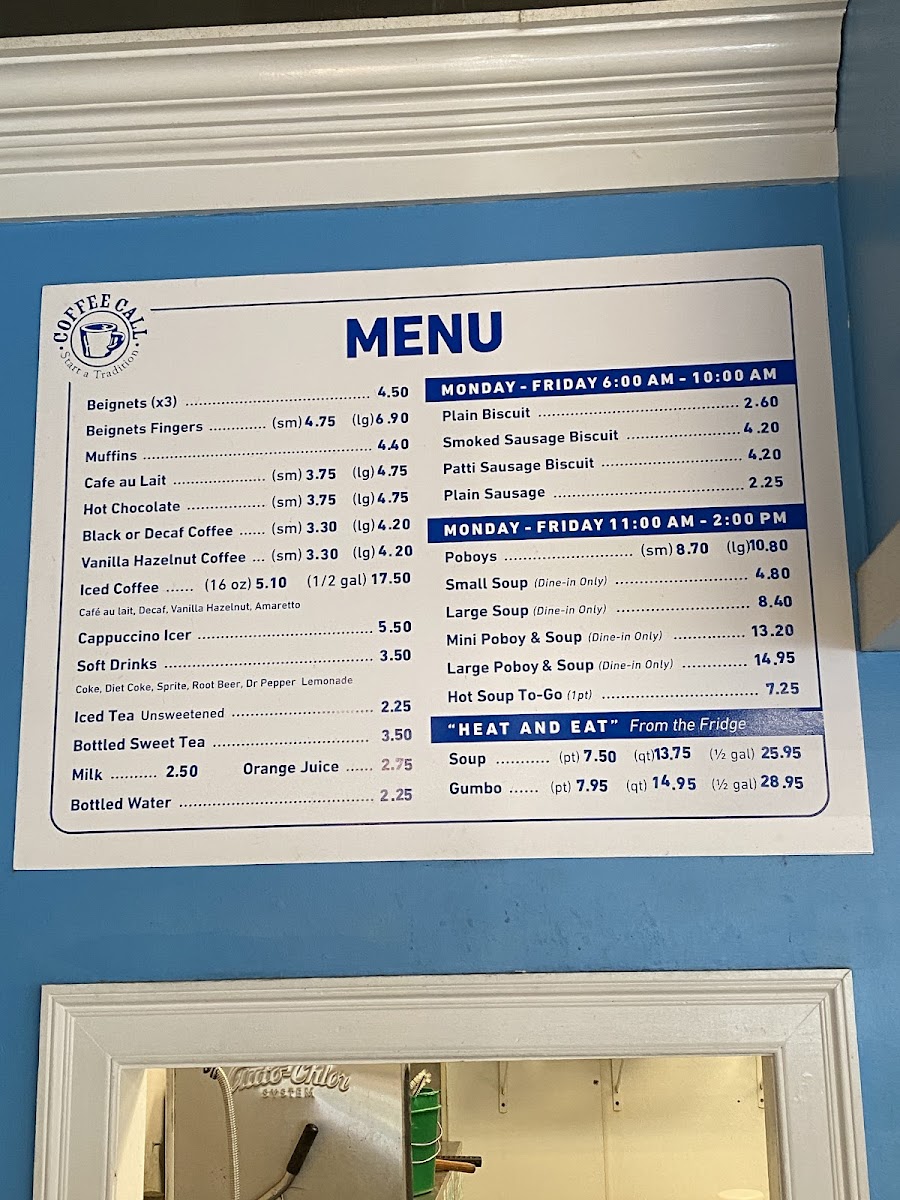 COFFEE CALL
Start a Tradition
MENU
Beignets (x3) 4.50
Beignets Fingers (sm) 4.75 (lg) 6.90
Muffins 4.40
Cafe au Lait (sm) 3.75 (lg) 4.75
Hot Chocolate (sm) 3.75 (lg) 4.75
Black or Decaf Coffee (sm) 3.30 (lg) 4.20
Vanilla Hazelnut Coffee (sm) 3.30 (lg) 4.20
Iced Coffee (16 oz) 5.10 (1/2 gal) 17.50
Café au lait, Decaf, Vanilla Hazelnut, Amaretto
Cappuccino Icer 5.50
Soft Drinks 3.50
Coke, Diet Coke, Sprite, Root Beer, Dr Pepper Lemonade
Iced Tea Unsweetened 2.25
Bottled Sweet Tea 3.50
Milk 2.50 Orange Juice 2.75
Bottled Water 2.25
MONDAY - FRIDAY 6:00 AM - 10:00 AM
Plain Biscuit 2.60
Smoked Sausage Biscuit 4.20
Patti Sausage Biscuit 4.20
Plain Sausage 2.25
MONDAY - FRIDAY 11:00 AM - 2:00 PM
Poboys (sm) 8.70 (lg) 10.80
Small Soup (Dine-in Only) 4.80
Large Soup (Dine-in Only) 8.40
Mini Poboy & Soup (Dine-in Only) 13.20
Large Poboy & Soup (Dine-in Only) 14.95
Hot Soup To-Go (1pt) 7.25
"HEAT AND EAT" From the Fridge
Soup (pt) 7.50 (qt) 13.75 (½ gal) 25.95
Gumbo (pt) 7.95 (qt) 14.95 (½ gal) 28.95
Auto-Chlor
SYSTEM